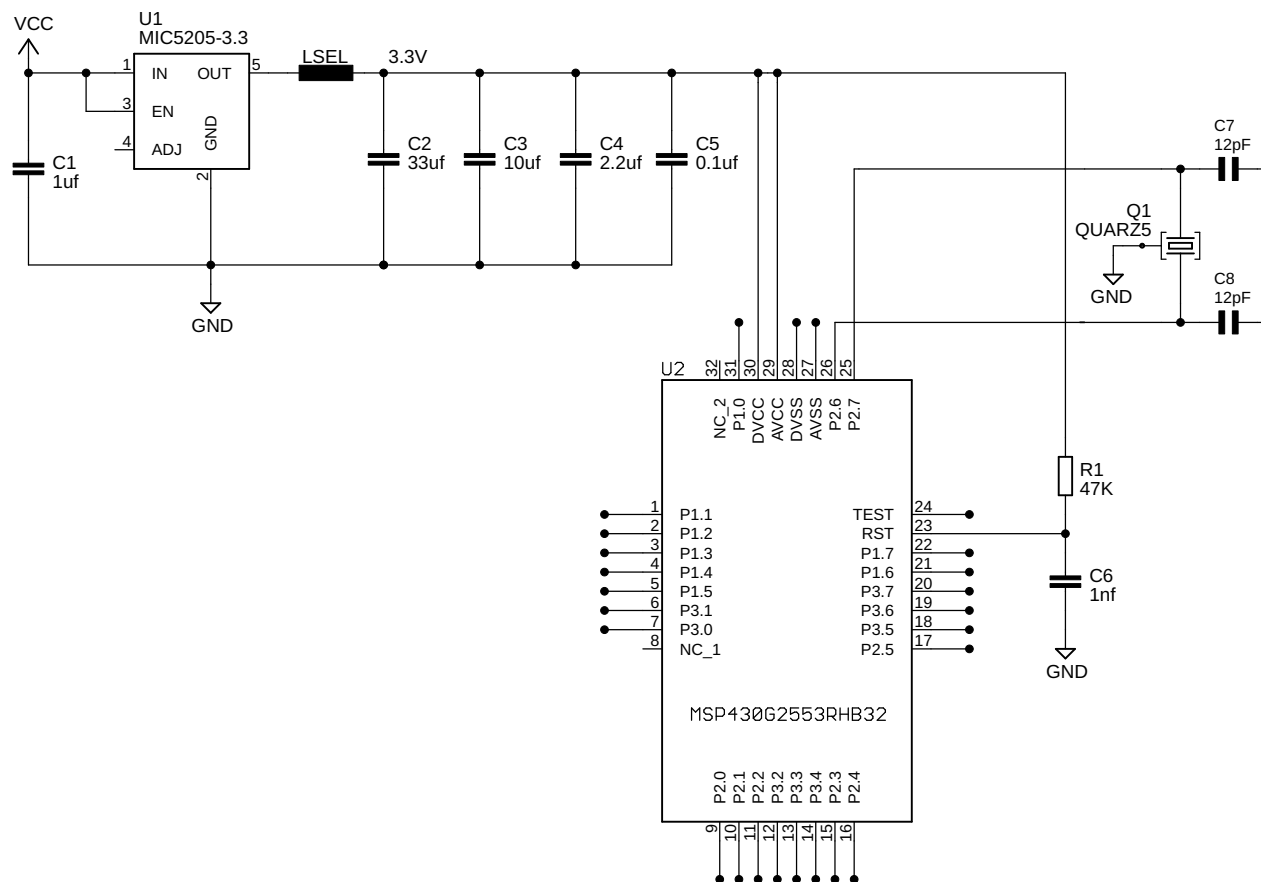 VCC
U1
MIC5205-3.3
LSEL
3.3V
1 IN OUT 5
3 EN
4 ADJ
GND
2
C1
1uf
C2
33uf
C3
10uf
C4
2.2uf
C5
0.1uf
GND
C7
12pF
Q1
QUARZ5
GND
C8
12pF
U2
32 31 30 29 28 27 26 25
NC_2 P1.0 DVCC AVCC DVSS AVSS P2.6 P2.7
R1
47K
1 P1.1 TEST 24
2 P1.2 RST 23
3 P1.3 P1.7 22
4 P1.4 P1.6 21
5 P1.5 P3.7 20
6 P3.1 P3.6 19
7 P3.0 P3.5 18
8 NC_1 P2.5 17
C6
1nf
GND
MSP430G2553RHB32
P2.0 P2.1 P2.2 P3.2 P3.3 P3.4 P2.3 P2.4
9 10 11 12 13 14 15 16